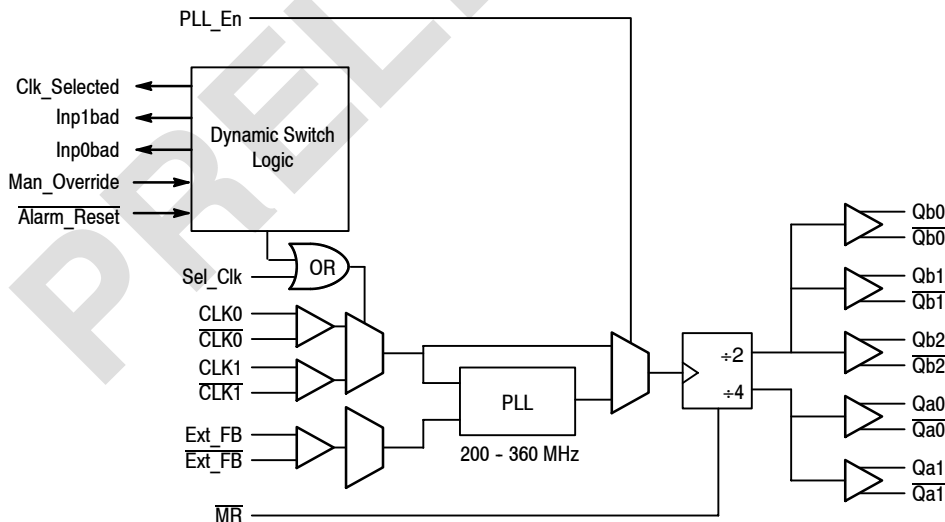 PLL_En
Clk_Selected
Inp1bad
Inp0bad
Man_Override
Alarm_Reset
Dynamic Switch
Logic
OR
Sel_Clk
CLK0
CLK0
CLK1
CLK1
Ext_FB
Ext_FB
PLL
200 - 360 MHz
MR
÷2
÷4
Qb0
Qb0
Qb1
Qb1
Qb2
Qb2
Qa0
Qa0
Qa1
Qa1
PREL